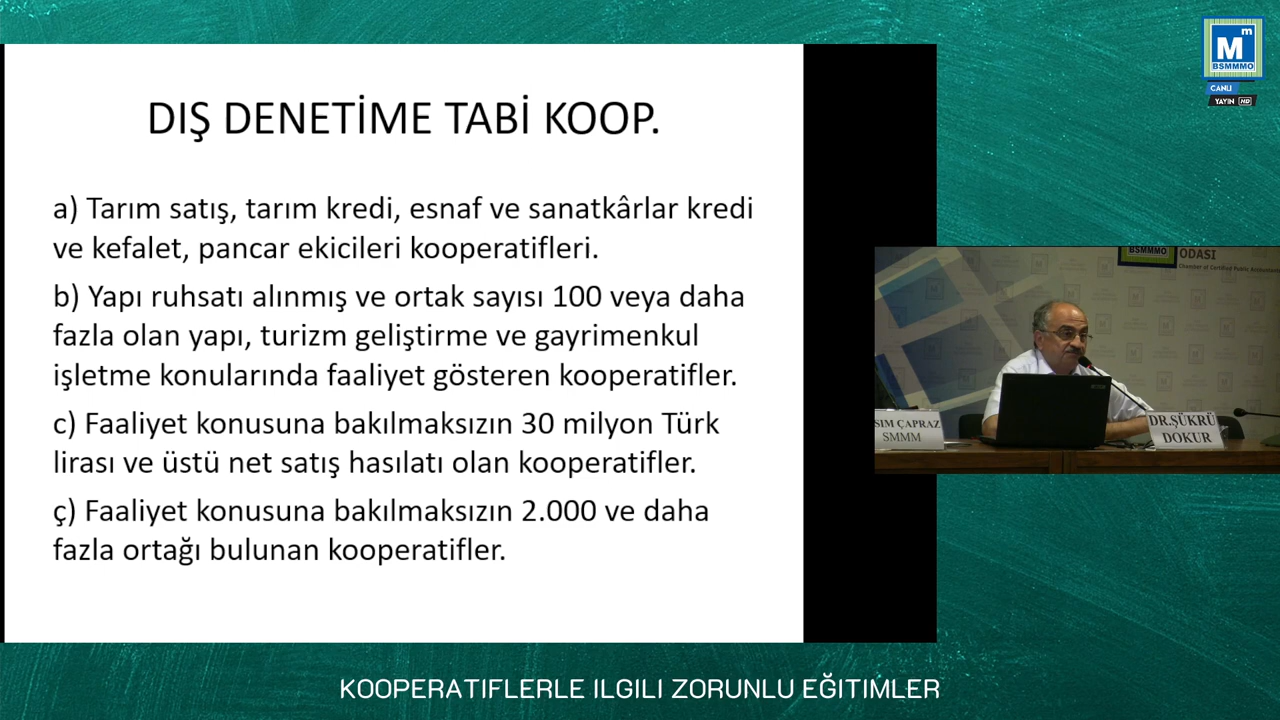 DIŞ DENETİME TABİ KOOP.
a) Tarım satış, tarım kredi, esnaf ve sanatkârlar kredi
ve kefalet, pancar ekicileri kooperatifleri.
b) Yapı ruhsatı alınmış ve ortak sayısı 100 veya daha
fazla olan yapı, turizm geliştirme ve gayrimenkul
işletme konularında faaliyet gösteren kooperatifler.
c) Faaliyet konusuna bakılmaksızın 30 milyon Türk
lirası ve üstü net satış hasılatı olan kooperatifler.
ç) Faaliyet konusuna bakılmaksızın 2.000 ve daha
fazla ortağı bulunan kooperatifler.
Mm
BSMMMO
CANLI
YAYIN HD
BSMMMO
ODASI
Chamber of Certified Public
SIM ÇAPRAZ
SMMM
DR.ŞÜKRÜ
DOKUR
KOOPERATIFLERLE ILGILI ZORUNLU EĞITIMLER